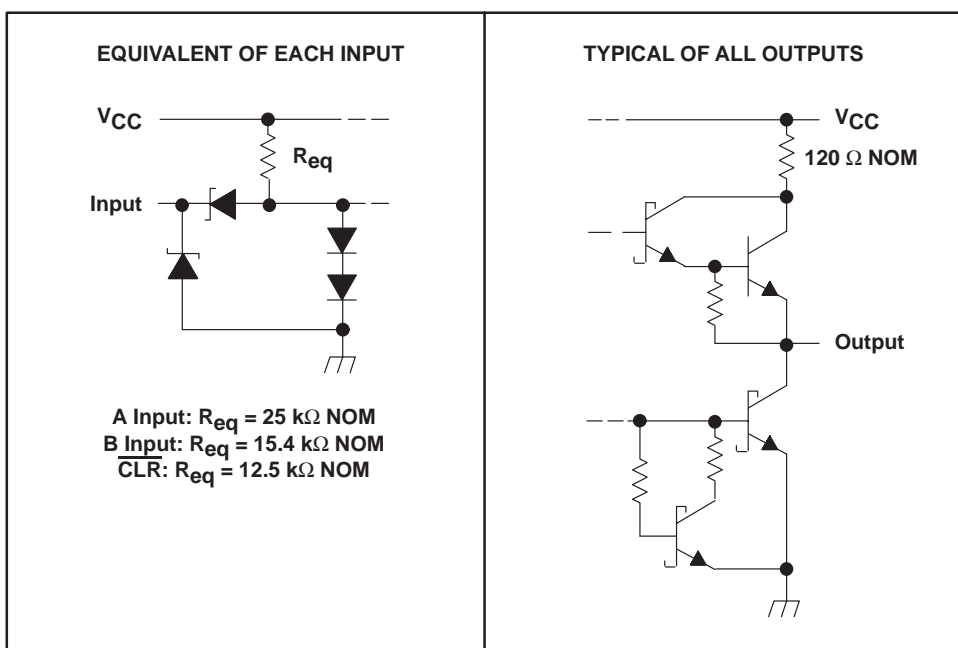 EQUIVALENT OF EACH INPUT
VCC
Req
Input
A Input: Req = 25 kΩ NOM
B Input: Req = 15.4 kΩ NOM
CLR: Req = 12.5 kΩ NOM
TYPICAL OF ALL OUTPUTS
VCC
120 Ω NOM
Output